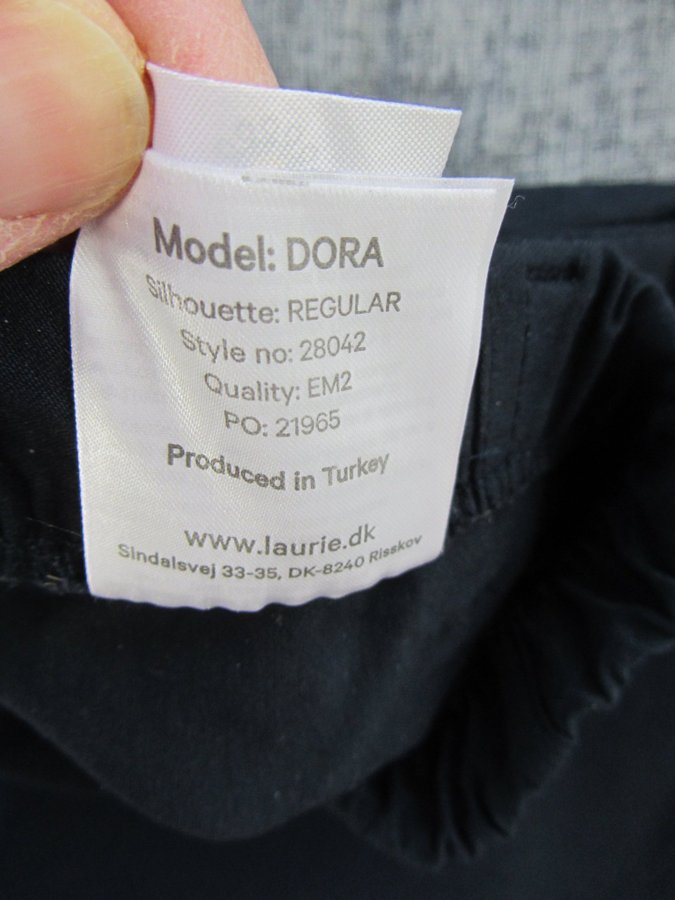 Model: DORA
Silhouette: REGULAR
Style no: 28042
Quality: EM2
PO: 21965
Produced in Turkey
www.laurie.dk
Sindalsvej 33-35, DK-8240 Risskov